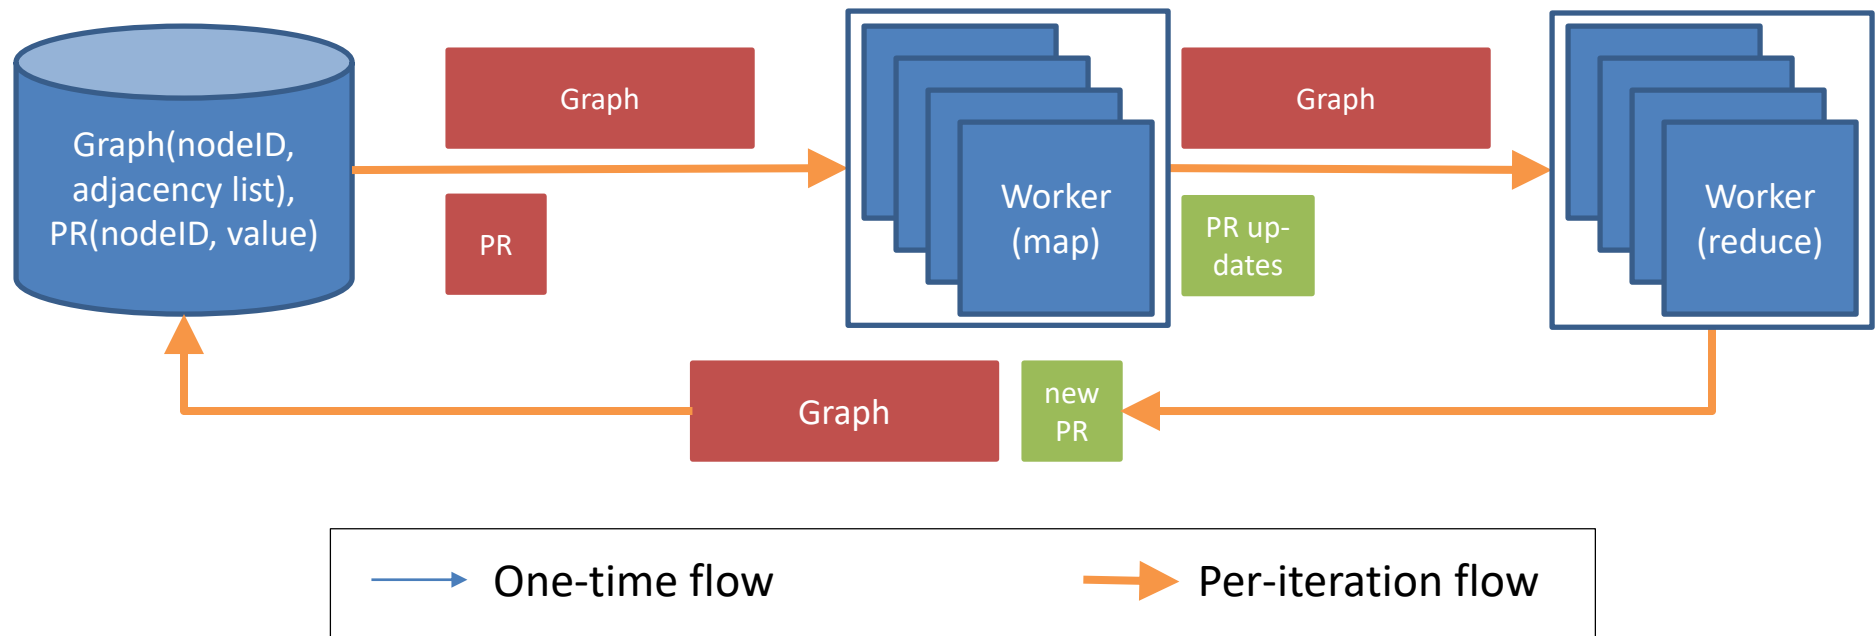 Graph(nodeID,
adjacency list),
PR(nodeID, value)
Graph
PR
Worker
(map)
Graph
PR up-
dates
Worker
(reduce)
Graph
new
PR
One-time flow
Per-iteration flow